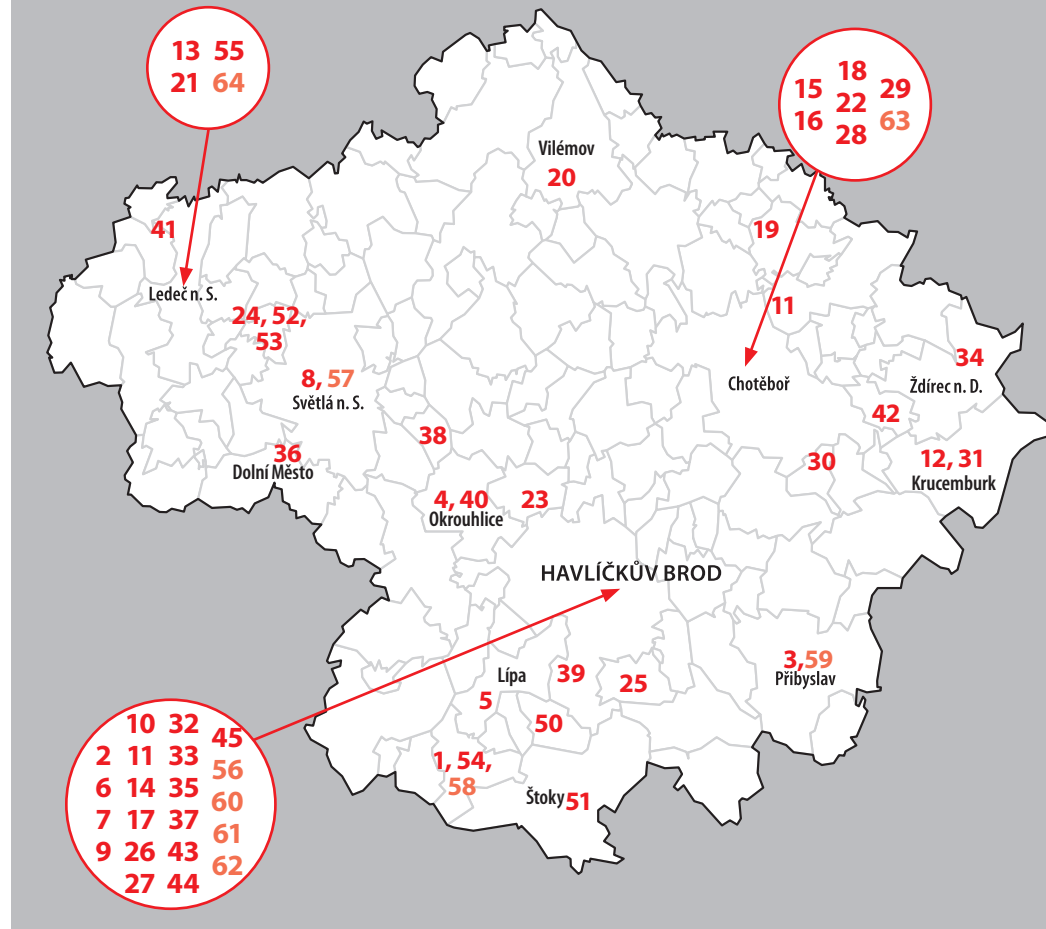 13 55
21 64
18
15 22 29
16 28 63
Vilémov
20
41
19
Ledeč n. S.
24, 52,
53
11
34
8, 57
Světlá n. S.
Chotěboř
Ždírec n. D.
42
38
36
Dolní Město
30
12, 31
Krucemburk
4, 40
Okrouhlice
23
HAVLÍČKŮV BROD
3,59
Přibyslav
Lípa
39
25
5
50
1, 54,
58
Štoky 51
10 32 45
2 11 33 56
6 14 35 60
7 17 37 61
9 26 43 62
27 44